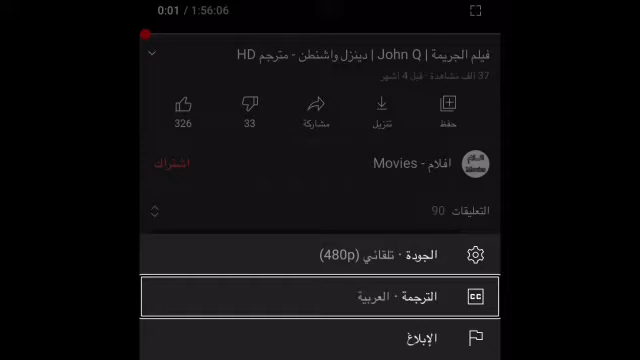 0:01 / 1:56:06
فيلم الجريمة | John Q | دينزل واشنطن - مترجم HD
37 ألف مشاهدة · قبل 4 أشهر
326
33
مشاركة
تنزيل
حفظ
افلام - Movies
اشتراك
التعليقات 90
الجودة · تلقائي (480p)
الترجمة · العربية
الإبلاغ